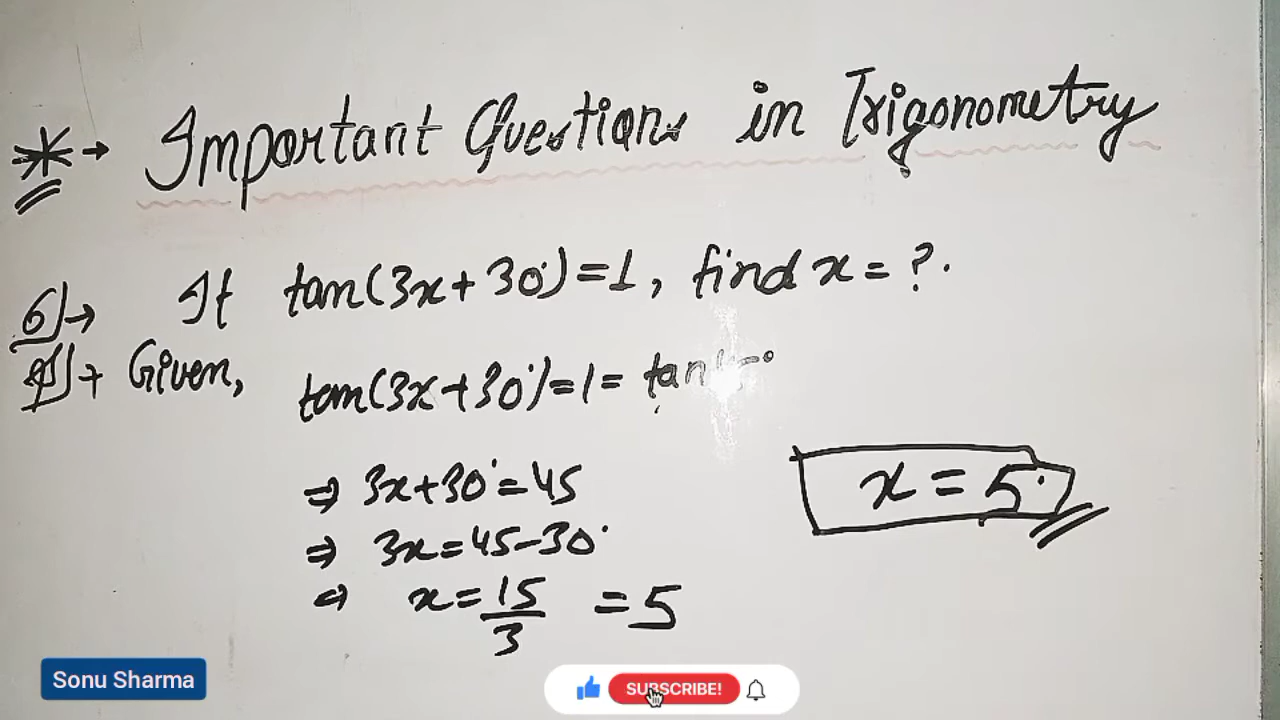 * → Important Questions in Trigonometry
6) → If tan(3x+30°)=1, find x = ?.
→ Given,
tan(3x+30°)=1= tan
⇒ 3x+30°=45
⇒ 3x=45-30°
⇒ x=15/3 =5
x = 5°
Sonu Sharma
SUBSCRIBE!